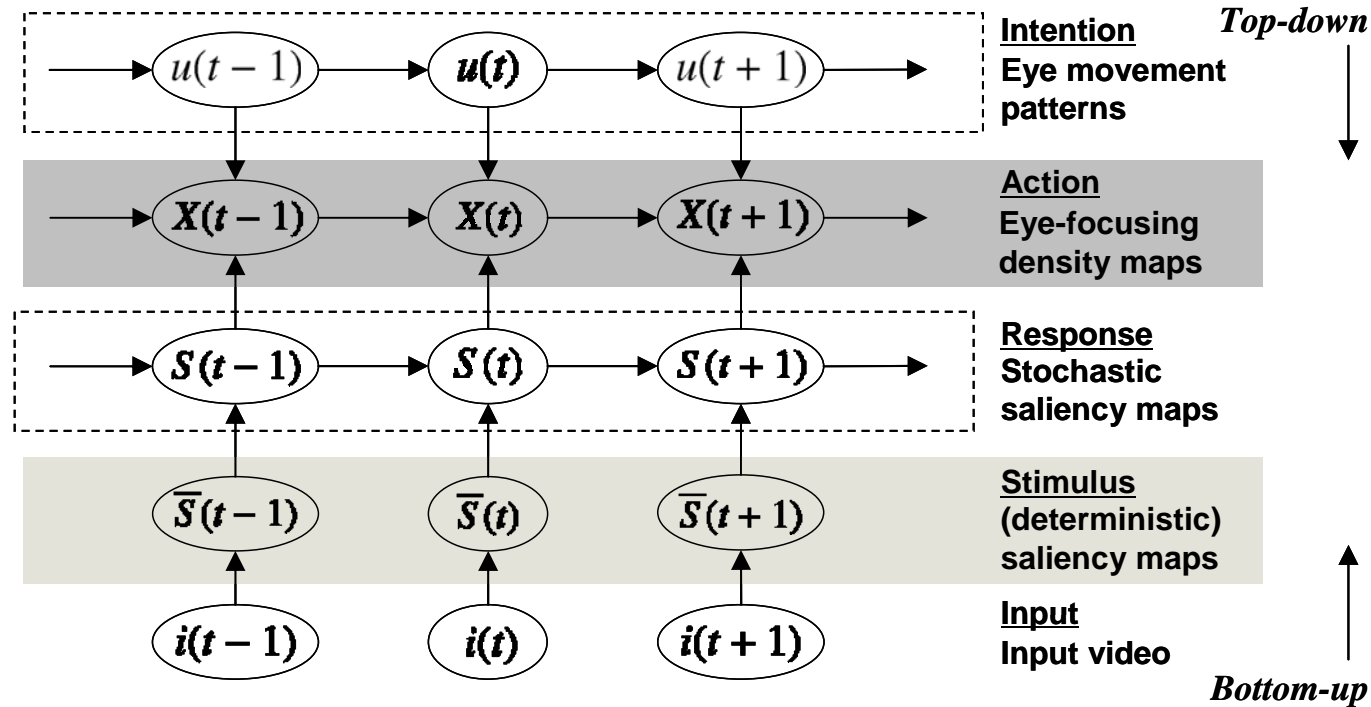 Top-down
u(t − 1) u(t) u(t + 1)
Intention
Eye movement
patterns
X(t − 1) X(t) X(t + 1)
Action
Eye-focusing
density maps
S(t − 1) S(t) S(t + 1)
Response
Stochastic
saliency maps
S̅(t − 1) S̅(t) S̅(t + 1)
Stimulus
(deterministic)
saliency maps
i(t − 1) i(t) i(t + 1)
Input
Input video
Bottom-up